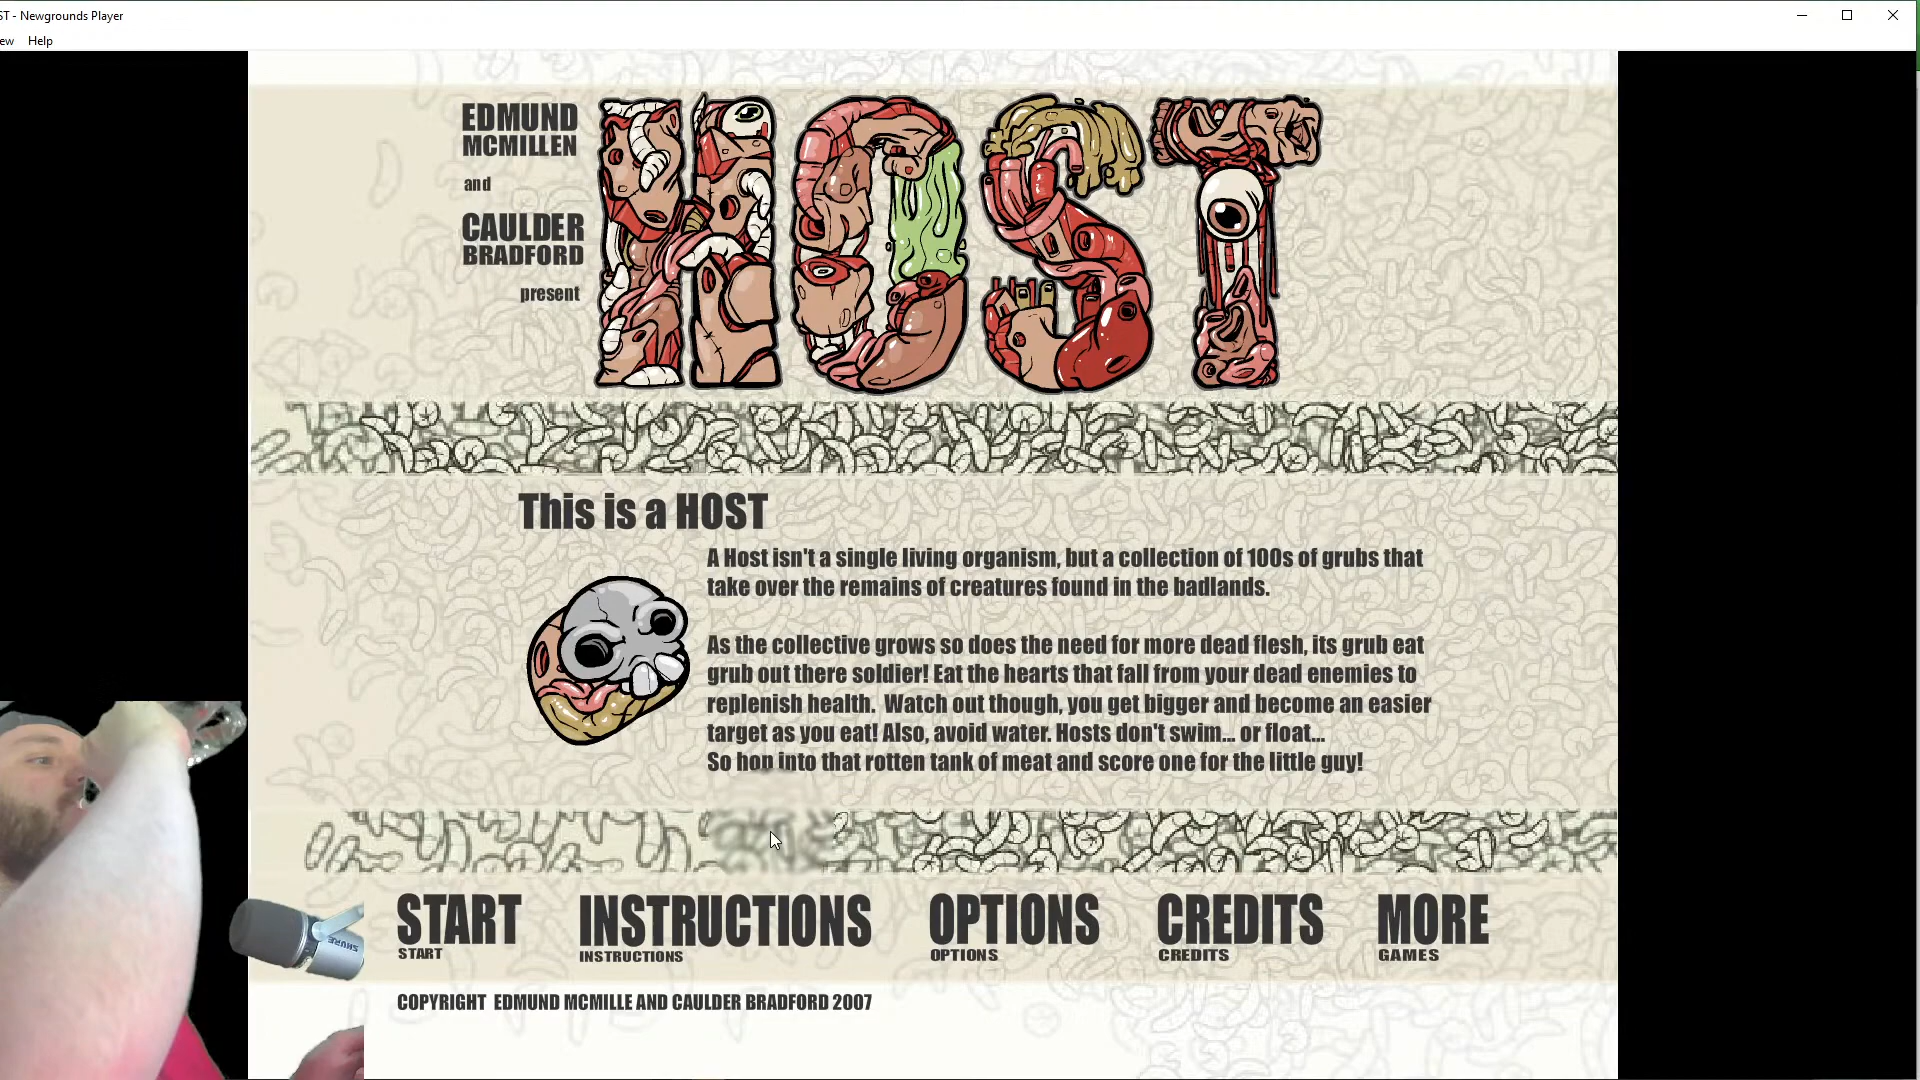 ST - Newgrounds Player
ew Help
EDMUND
MCMILLEN
and
CAULDER
BRADFORD
present
HOST
This is a HOST
A Host isn't a single living organism, but a collection of 100s of grubs that
take over the remains of creatures found in the badlands.
As the collective grows so does the need for more dead flesh, its grub eat
grub out there soldier! Eat the hearts that fall from your dead enemies to
replenish health. Watch out though, you get bigger and become an easier
target as you eat! Also, avoid water. Hosts don't swim... or float...
So hop into that rotten tank of meat and score one for the little guy!
START
START
INSTRUCTIONS
INSTRUCTIONS
OPTIONS
OPTIONS
CREDITS
CREDITS
MORE
GAMES
COPYRIGHT EDMUND MCMILLE AND CAULDER BRADFORD 2007
SHURE